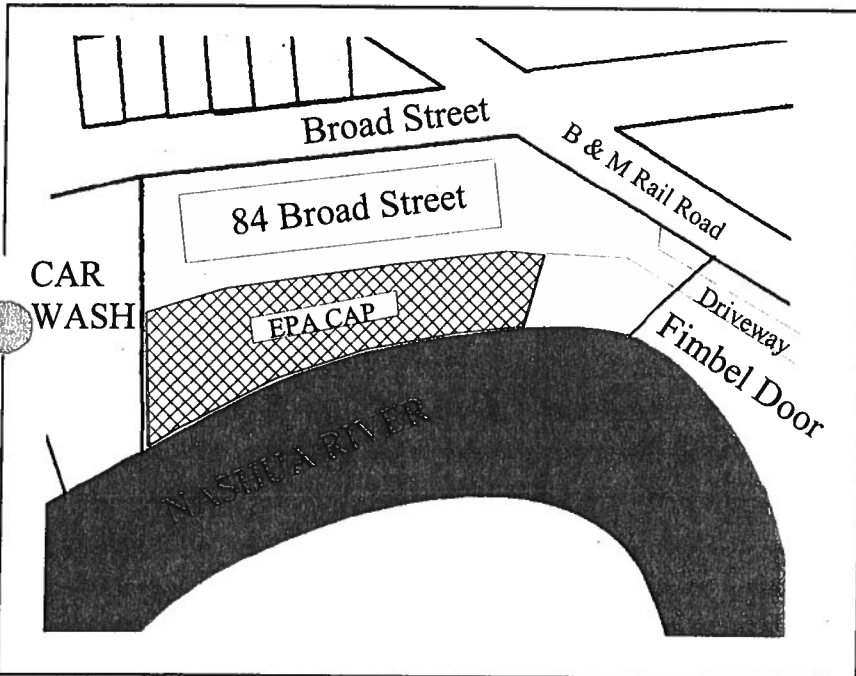 Broad Street
B & M Rail Road
84 Broad Street
CAR
WASH
EPA CAP
Driveway
Fimbel Door
NASHUA RIVER